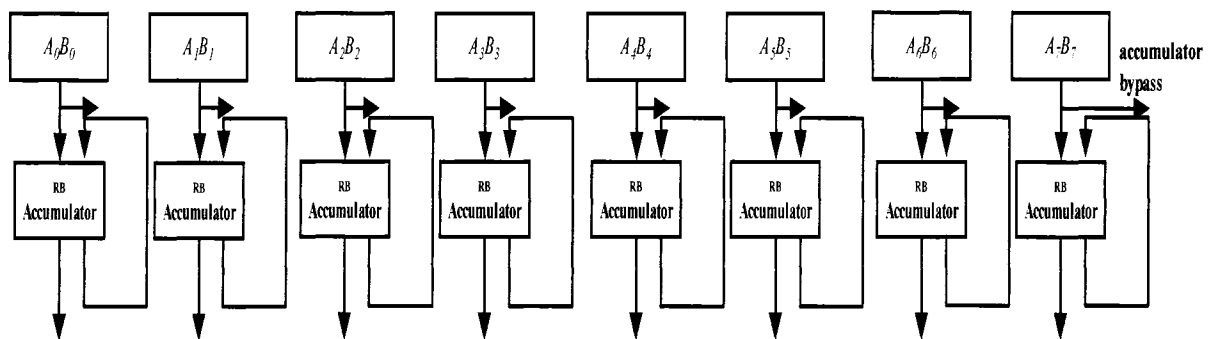 A₀B₀ A₁B₁ A₂B₂ A₃B₃ A₄B₄ A₅B₅ A₆B₆ A₇B₇
accumulator
bypass
RB RB RB RB RB RB RB RB
Accumulator Accumulator Accumulator Accumulator Accumulator Accumulator Accumulator Accumulator